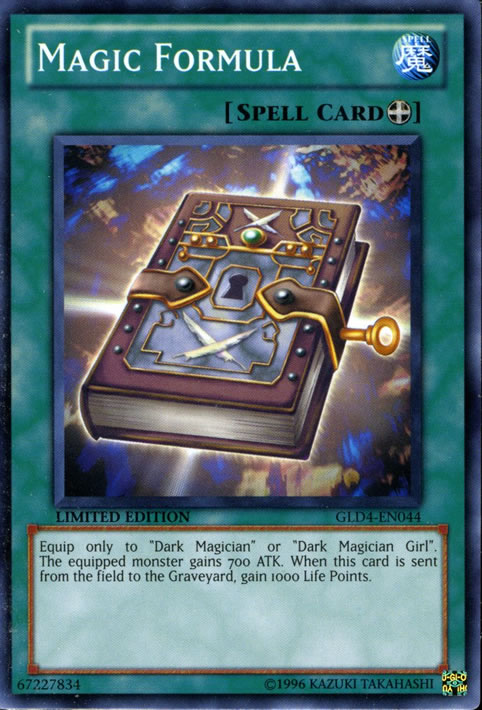 MAGIC FORMULA
SPELL
魔
[SPELL CARD]
LIMITED EDITION
GLD4-EN044
Equip only to "Dark Magician" or "Dark Magician Girl".
The equipped monster gains 700 ATK. When this card is sent
from the field to the Graveyard, gain 1000 Life Points.
67227834
©1996 KAZUKI TAKAHASHI